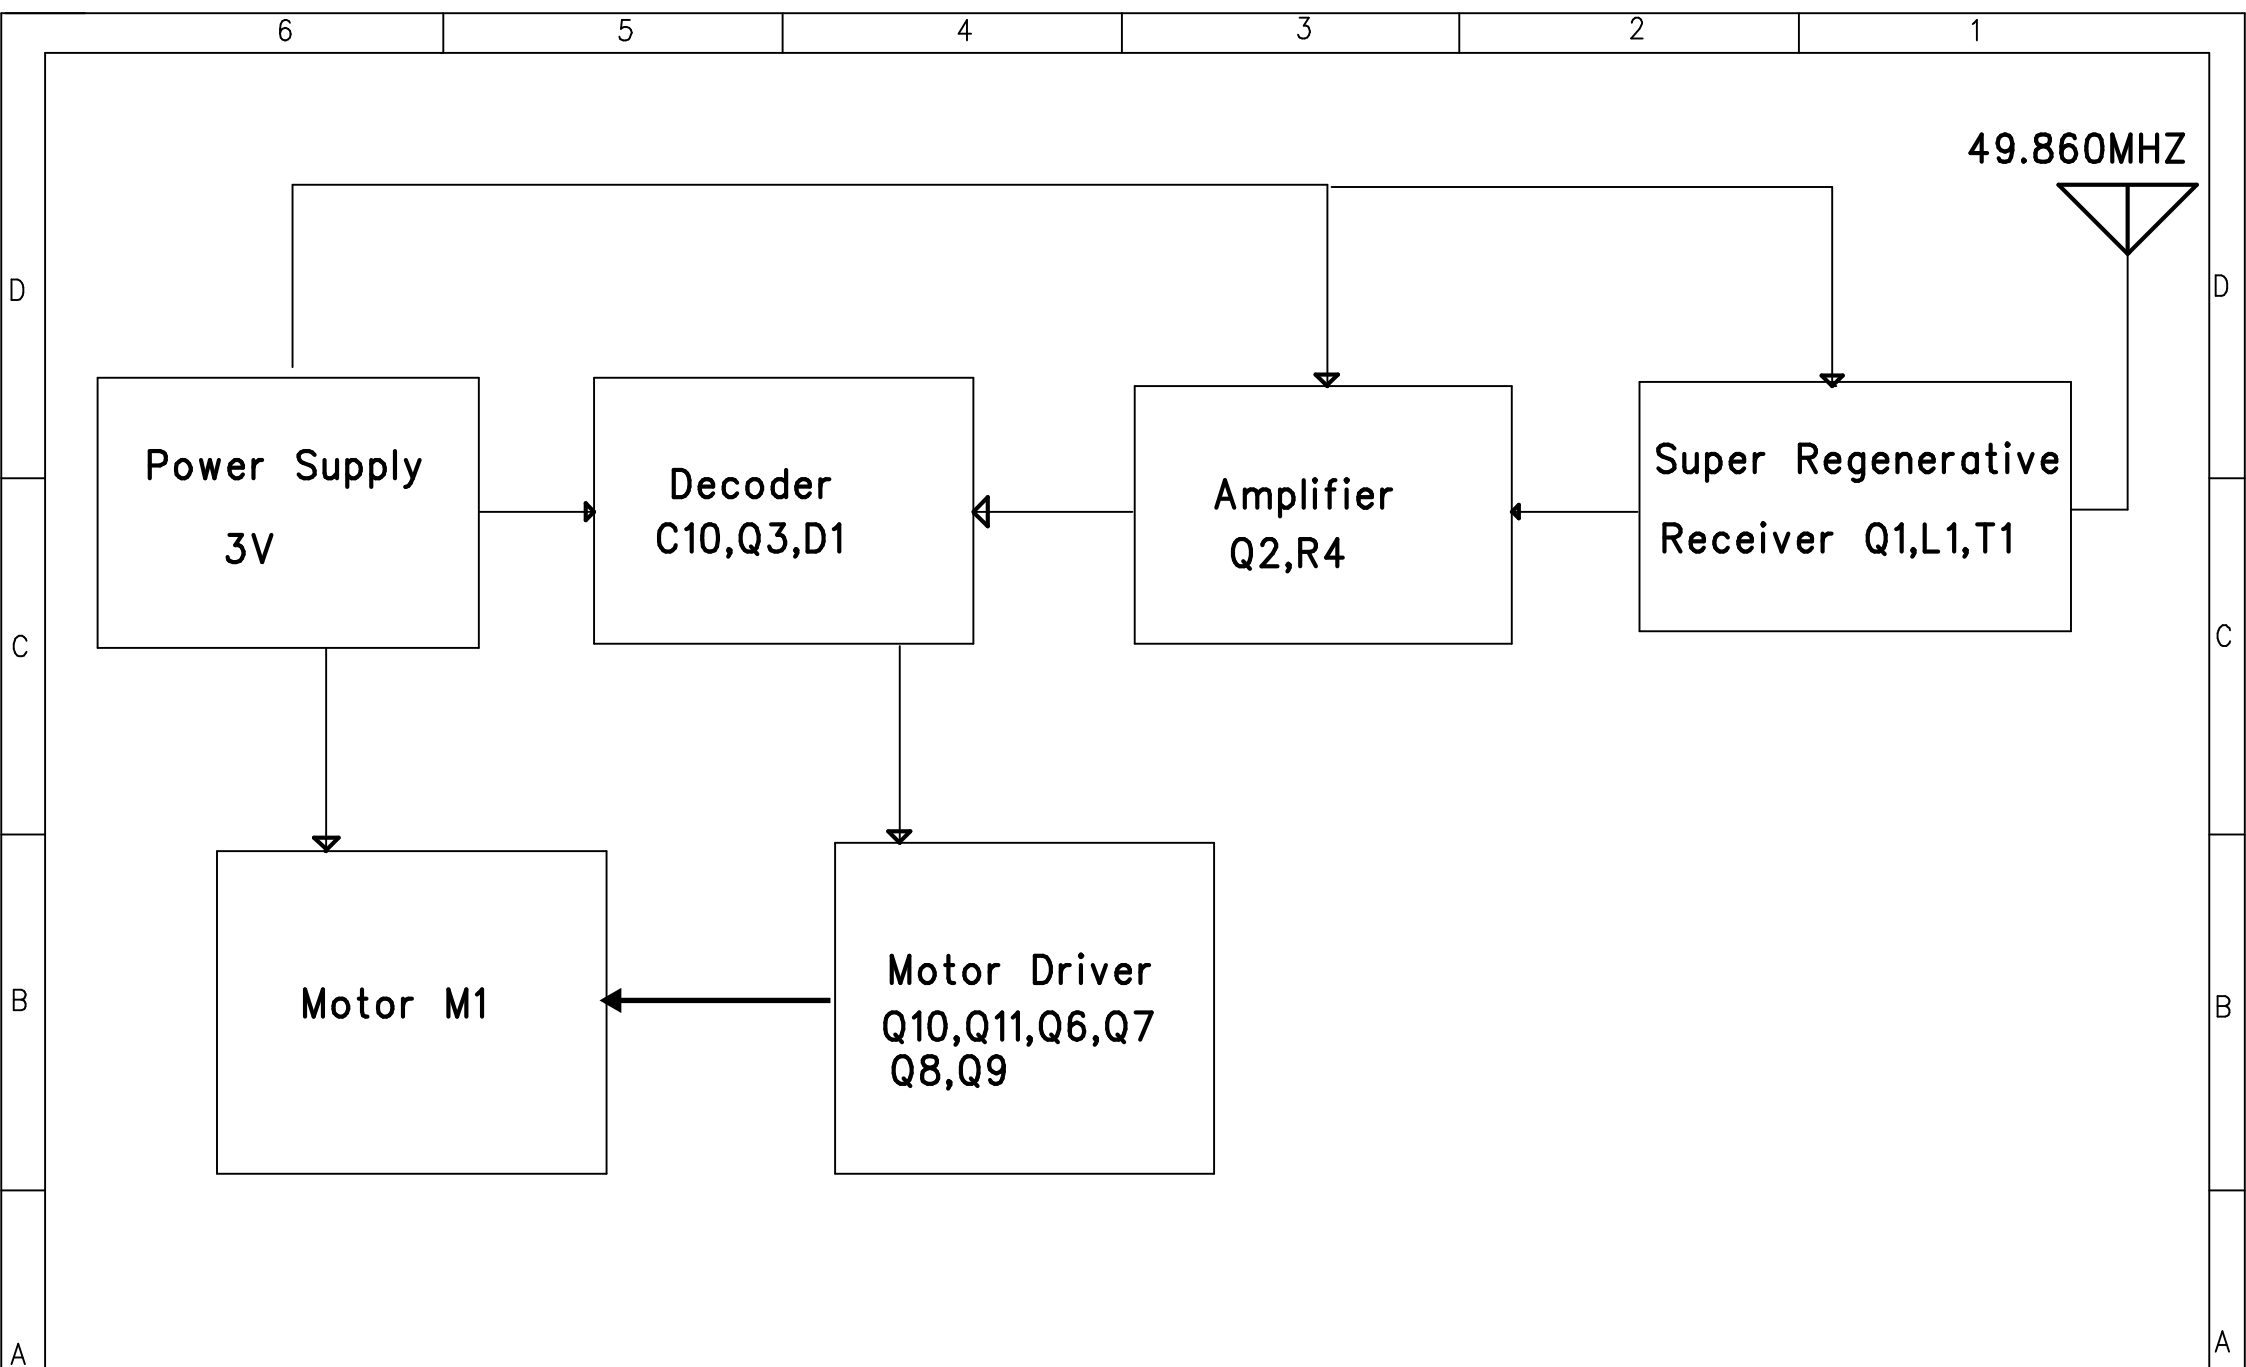 6 5 4 3 2 1
49.860MHZ
D D
Power Supply
3V
Decoder
C10,Q3,D1
Amplifier
Q2,R4
Super Regenerative
Receiver Q1,L1,T1
C C
Motor M1
Motor Driver
Q10,Q11,Q6,Q7
Q8,Q9
B B
A A